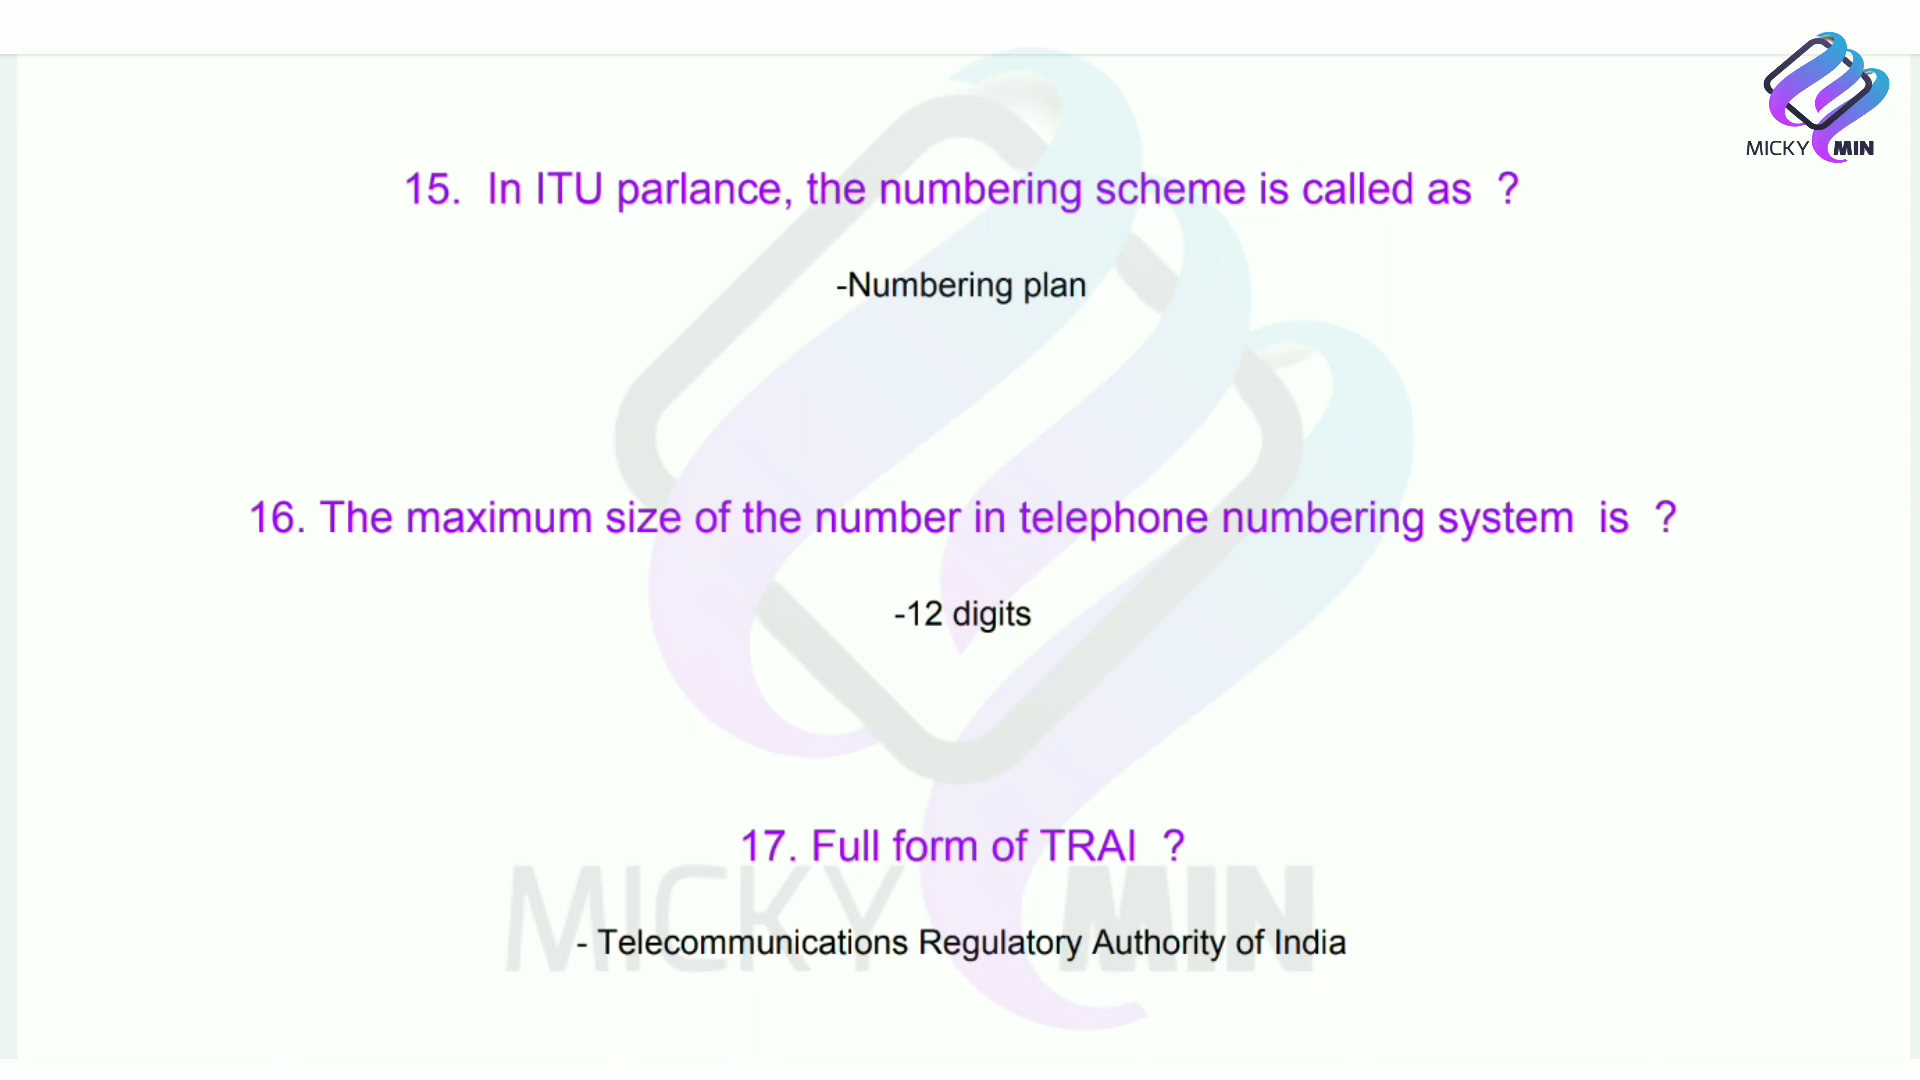 MICKY MIN
15. In ITU parlance, the numbering scheme is called as ?
-Numbering plan
16. The maximum size of the number in telephone numbering system is ?
-12 digits
17. Full form of TRAI ?
- Telecommunications Regulatory Authority of India
MICKY MIN